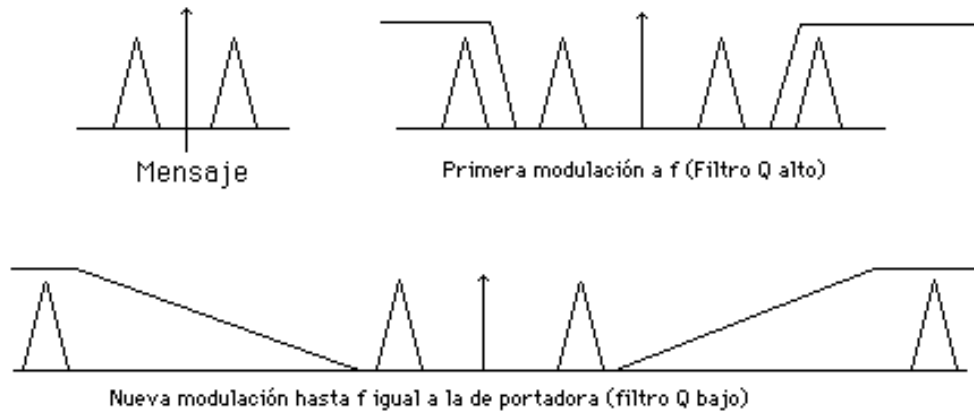 Mensaje
Primera modulación a f (Filtro Q alto)
Nueva modulación hasta f igual a la de portadora (filtro Q bajo)